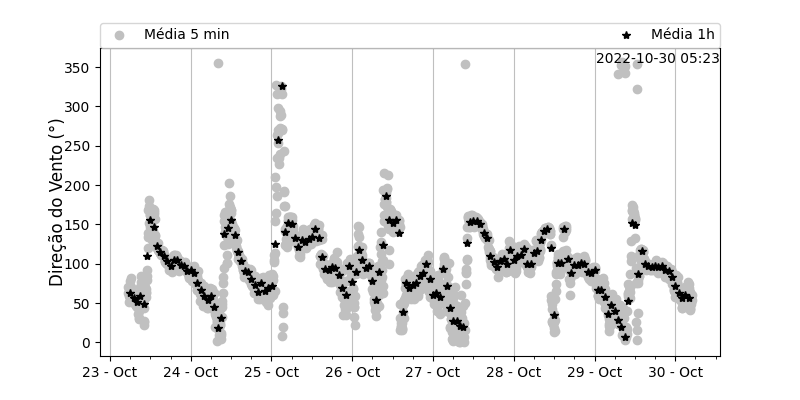 Média 5 min
Média 1h
2022-10-30 05:23
Direção do Vento (°)
350
300
250
200
150
100
50
0
23 - Oct
24 - Oct
25 - Oct
26 - Oct
27 - Oct
28 - Oct
29 - Oct
30 - Oct